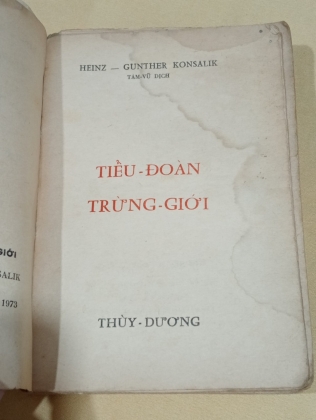 GIỚI
SALIK
1973
HEINZ — GUNTHER KONSALIK
TAM VŨ DỊCH
TIỂU-ĐOÀN
TRỪNG-GIỚI
THÙY-DƯƠNG